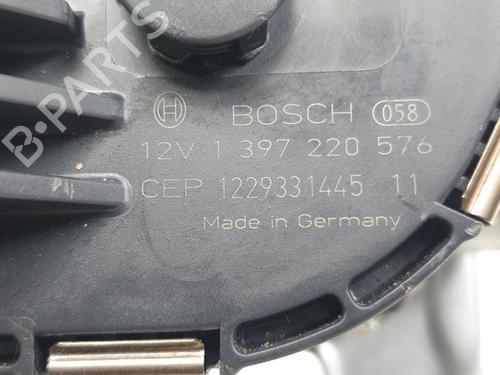 B-PARTS
BOSCH 058
12V 1 397 220 576
CEP 1229331445 11
Made in Germany